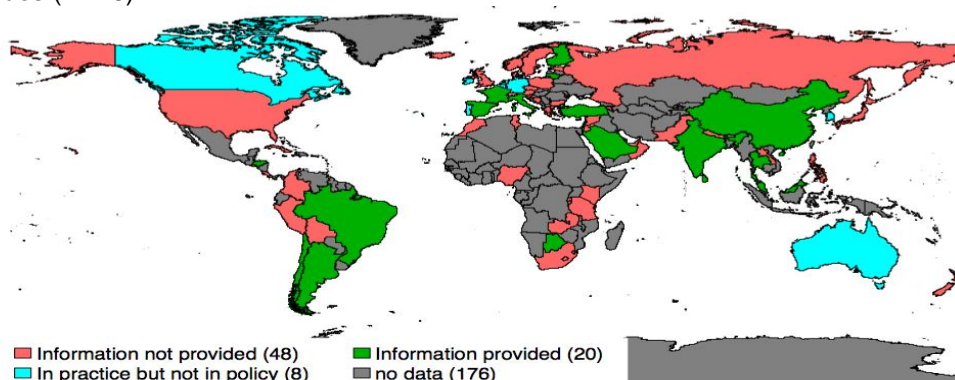 Information not provided (48)
Information provided (20)
In practice but not in policy (8)
no data (176)